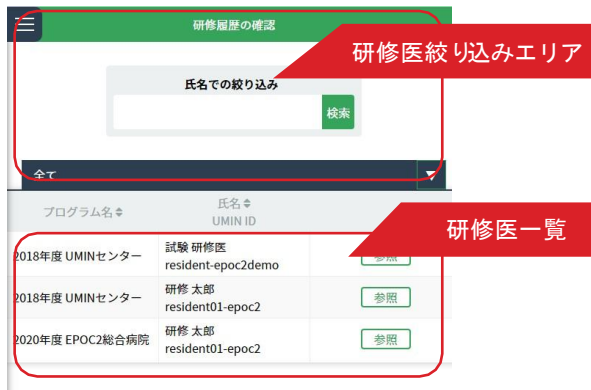 研修履歴の確認
研修医絞り込みエリア
氏名での絞り込み
検索
全て
プログラム名
氏名
UMIN ID
研修医一覧
2018年度 UMINセンター
試験 研修医
resident-epoc2demo
参照
2018年度 UMINセンター
研修 太郎
resident01-epoc2
参照
2020年度 EPOC2総合病院
研修 太郎
resident01-epoc2
参照